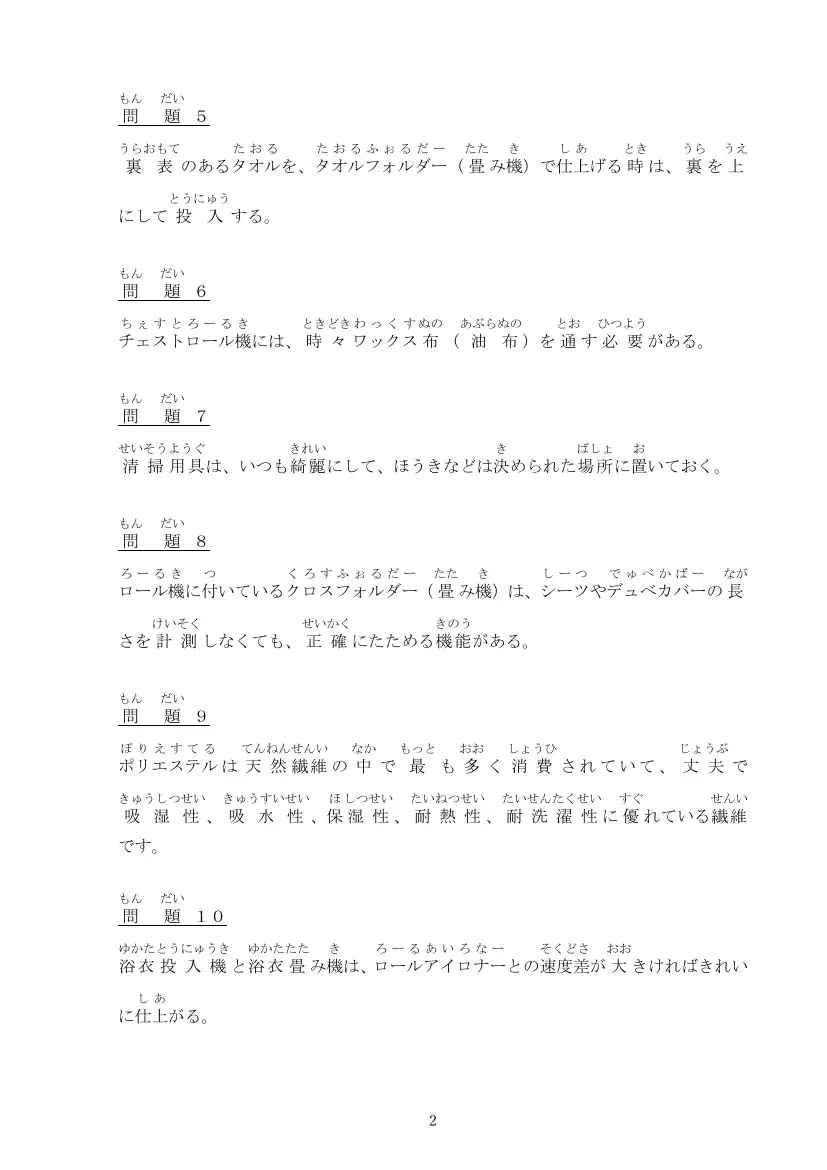 もん だい
問 題 ５
うらおもて たおる たおるふぉるだー たた き しあ とき うら うえ
裏表のあるタオルを、タオルフォルダー（畳み機）で仕上げる時は、裏を上
とうにゅう
にして投入する。
もん だい
問 題 ６
ちぇすとろーるき ときどきわっくすぬの あぶらぬの とお ひつよう
チェストロール機には、時々ワックス布（油布）を通す必要がある。
もん だい
問 題 ７
せいそうようぐ きれい き ばしょ お
清掃用具は、いつも綺麗にして、ほうきなどは決められた場所に置いておく。
もん だい
問 題 ８
ろーるき つ くろすふぉるだー たたき しーつ でゅべかばー なが
ロール機に付いているクロスフォルダー（畳み機）は、シーツやデュベカバーの長
けいそく せいかく きのう
さを計測しなくても、正確にたためる機能がある。
もん だい
問 題 ９
ぽりえすてる てんねんせんい なか もっと おお しょうひ じょうぶ
ポリエステルは天然繊維の中で最も多く消費されていて、丈夫で
きゅうしつせい きゅうすいせい ほしつせい たいねつせい たいせんたくせい すぐ せんい
吸湿性、吸水性、保湿性、耐熱性、耐洗濯性に優れている繊維
です。
もん だい
問 題 １０
ゆかたとうにゅうき ゆかたたた き ろーるあいろなー そくどさ おお
浴衣投入機と浴衣畳み機は、ロールアイロナーとの速度差が大きければきれい
しあ
に仕上がる。
2